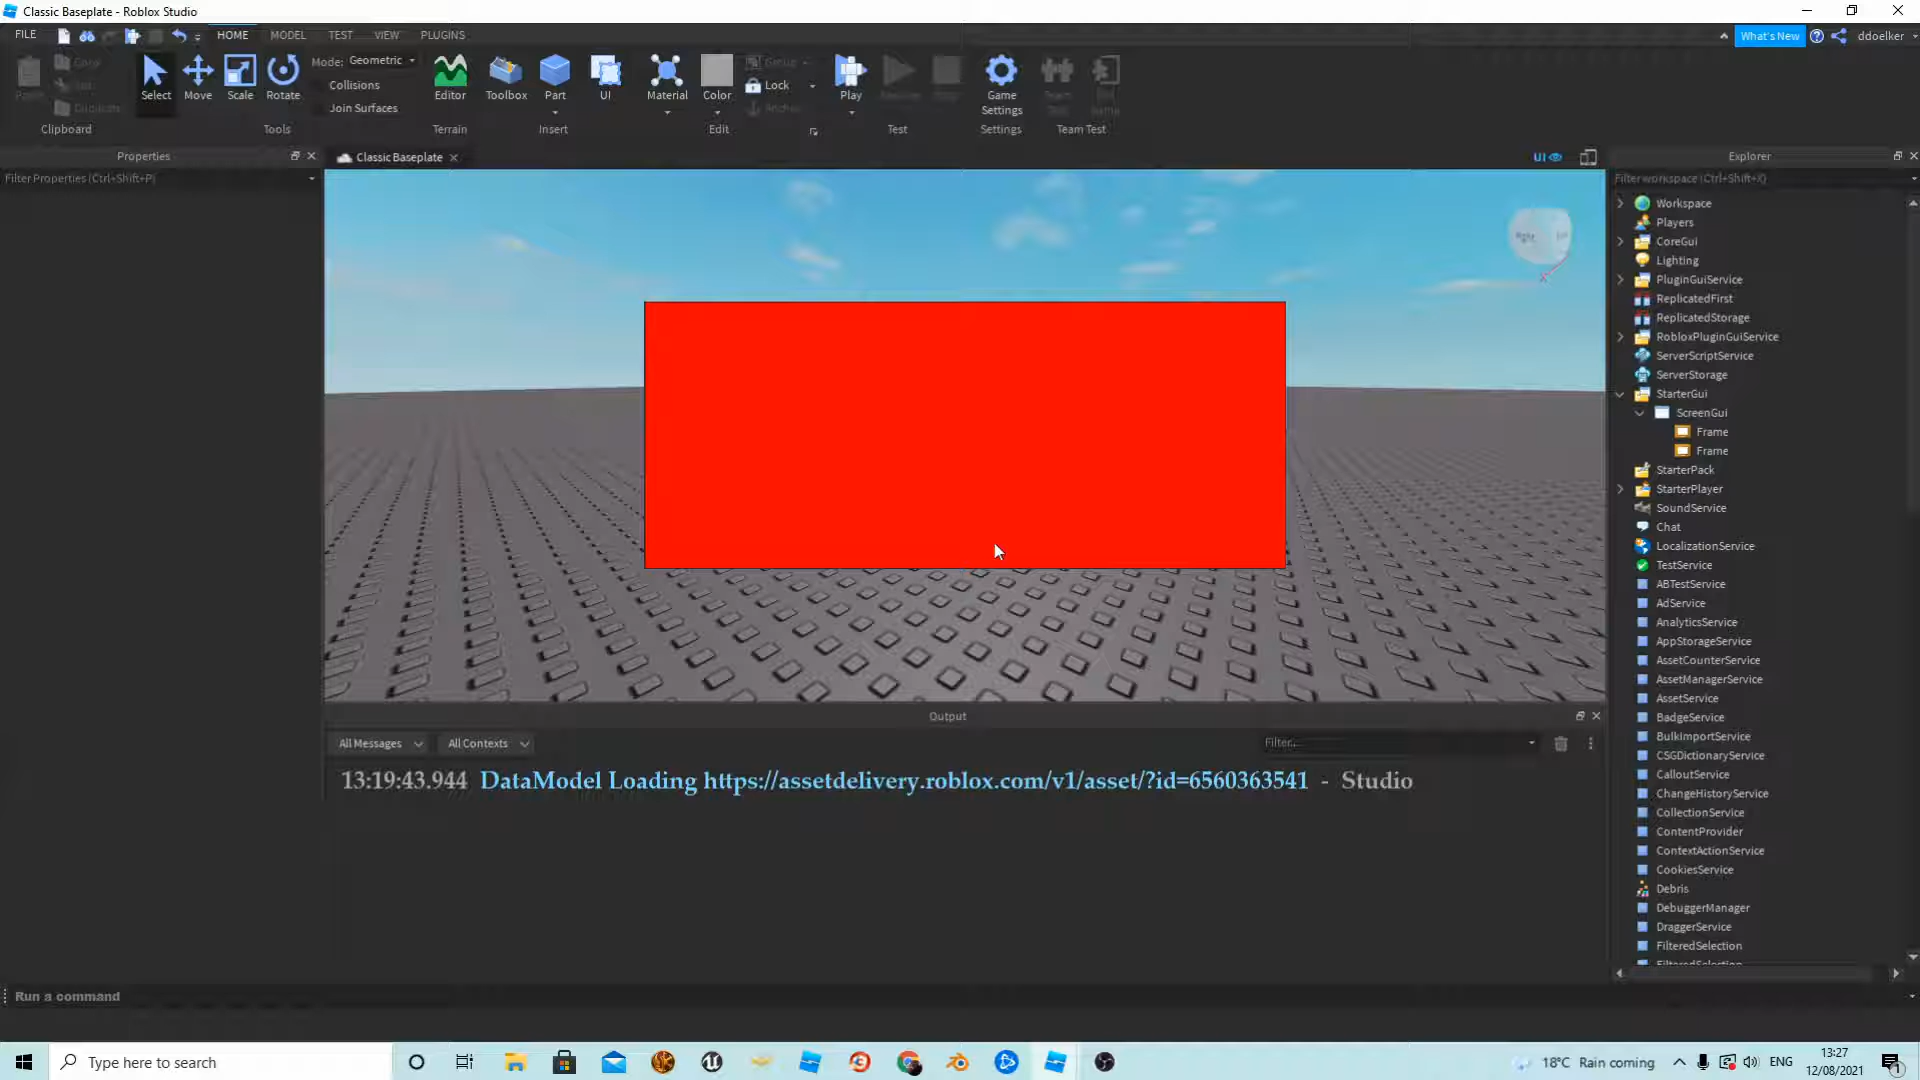 Classic Baseplate - Roblox Studio
FILE
HOME
MODEL
TEST
VIEW
PLUGINS
What's New
ddoelker
Select
Move
Scale
Rotate
Mode: Geometric
Collisions
Join Surfaces
Editor
Toolbox
Part
UI
Material
Color
Lock
Play
Game
Settings
Clipboard
Tools
Terrain
Insert
Edit
Test
Settings
Team Test
Properties
Filter Properties (Ctrl+Shift+P)
Classic Baseplate
UI
Explorer
Filter workspace (Ctrl+Shift+X)
Workspace
Players
CoreGui
Lighting
PluginGuiService
ReplicatedFirst
ReplicatedStorage
RobloxPluginGuiService
ServerScriptService
ServerStorage
StarterGui
ScreenGui
Frame
Frame
StarterPack
StarterPlayer
SoundService
Chat
LocalizationService
TestService
ABTestService
AdService
AnalyticsService
AppStorageService
AssetCounterService
AssetManagerService
AssetService
BadgeService
BulkImportService
CSGDictionaryService
CalloutService
ChangeHistoryService
CollectionService
ContentProvider
ContextActionService
CookiesService
Debris
DebuggerManager
DraggerService
FilteredSelection
Output
All Messages
All Contexts
Filter...
13:19:43.944 DataModel Loading https://assetdelivery.roblox.com/v1/asset/?id=6560363541 - Studio
Run a command
Type here to search
18°C Rain coming
ENG
13:27
12/08/2021
1